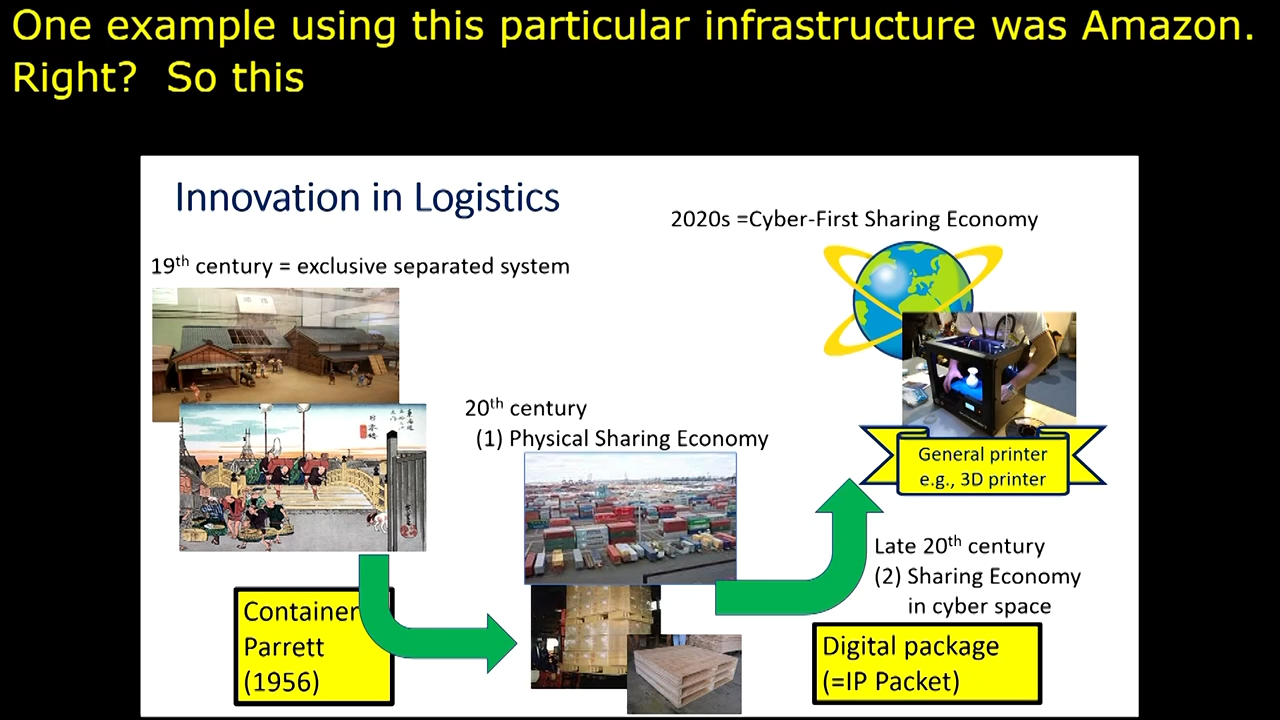 One example using this particular infrastructure was Amazon.
Right?  So this
Innovation in Logistics
2020s =Cyber-First Sharing Economy
19th century = exclusive separated system
20th century
(1) Physical Sharing Economy
General printer
e.g., 3D printer
Late 20th century
(2) Sharing Economy
in cyber space
Container
Parrett
(1956)
Digital package
(=IP Packet)